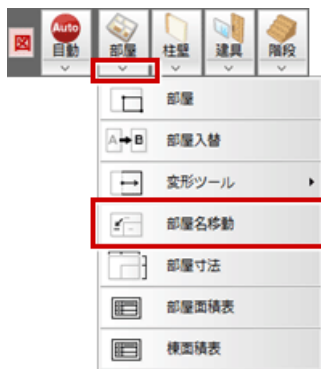 図
Auto
自動
部屋
柱壁
建具
階段
部屋
A→B
部屋入替
変形ツール
部屋名移動
部屋寸法
部屋面積表
棟面積表